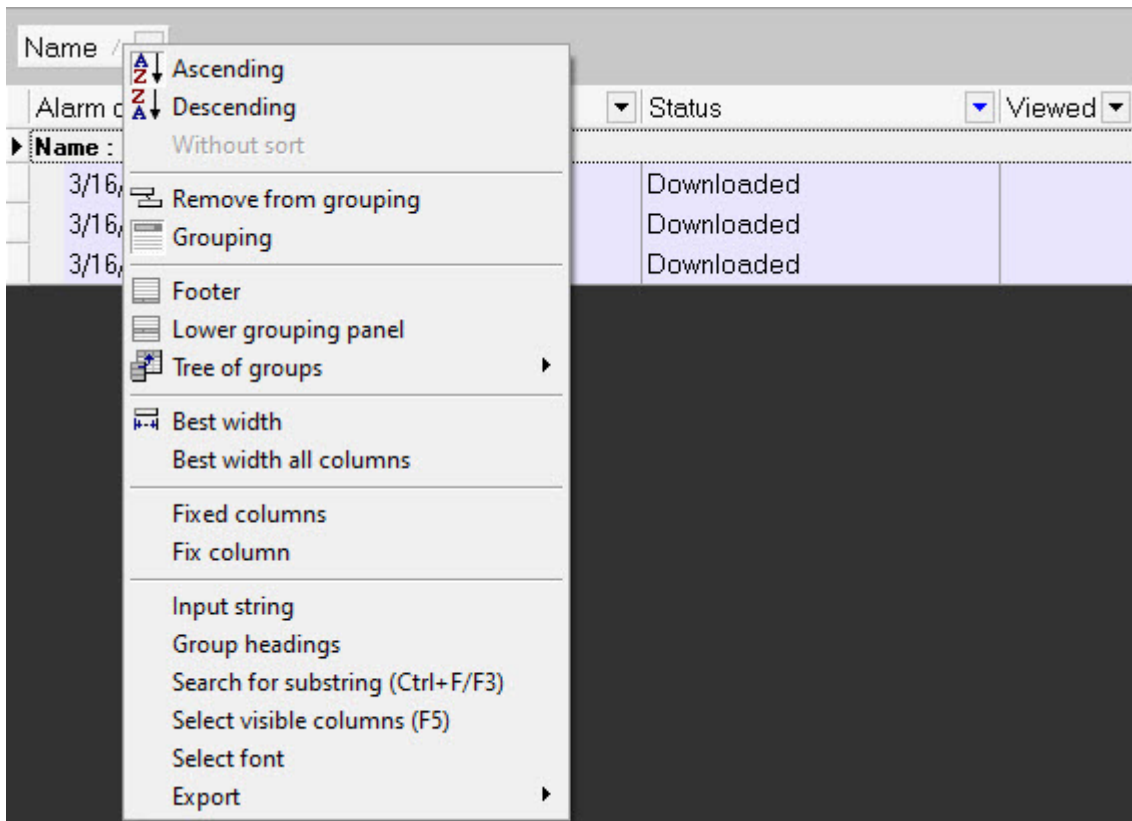 Name
Ascending
Alarm
Descending
Status
Viewed
Name :
Without sort
3/16,
Downloaded
Remove from grouping
3/16,
Downloaded
Grouping
3/16,
Downloaded
Footer
Lower grouping panel
Tree of groups
Best width
Best width all columns
Fixed columns
Fix column
Input string
Group headings
Search for substring (Ctrl+F/F3)
Select visible columns (F5)
Select font
Export